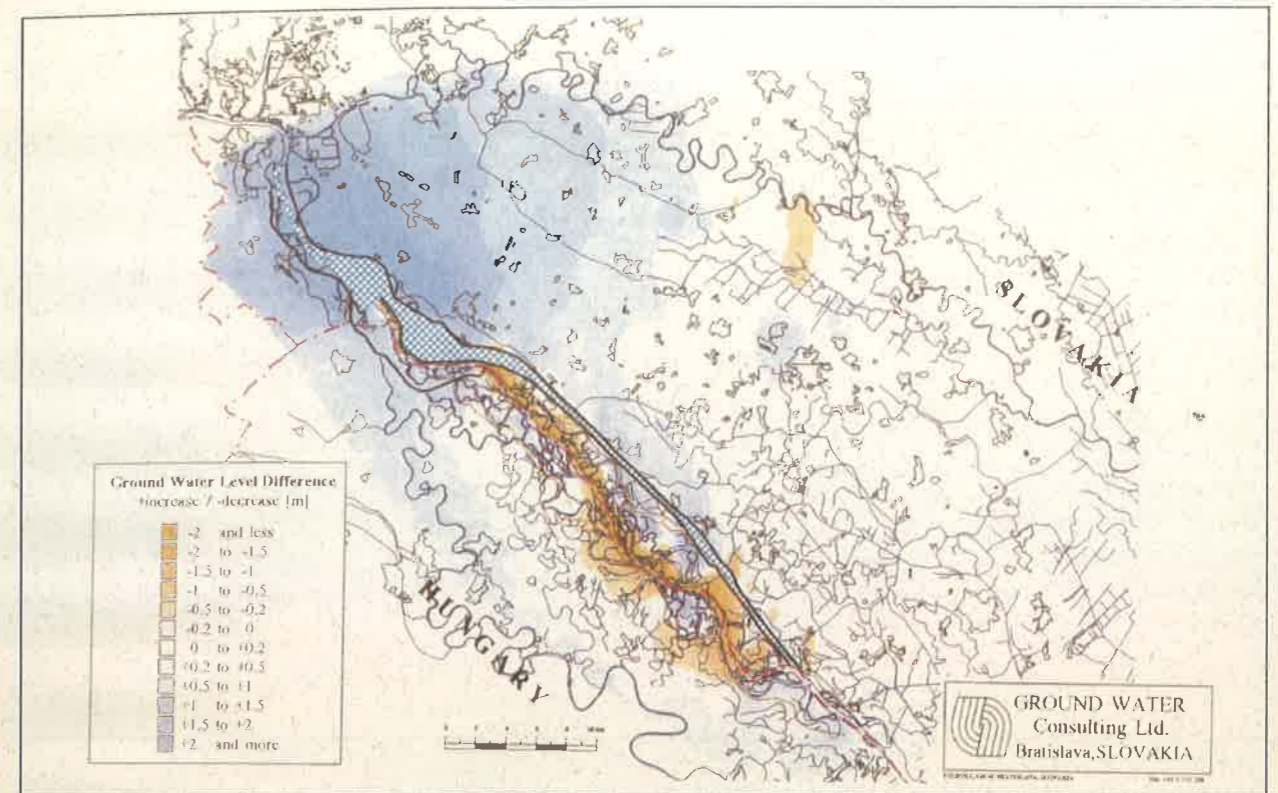 SLOVAKIA
Ground Water Level Difference
+increase / -decrease [m]
-2 and less
-2 to -1.5
-1.5 to -1
-1 to -0.5
-0.5 to -0.2
-0.2 to 0
0 to +0.2
+0.2 to +0.5
+0.5 to +1
+1 to +1.5
+1.5 to +2
+2 and more
HUNGARY
GROUND WATER
Consulting Ltd.
Bratislava,SLOVAKIA